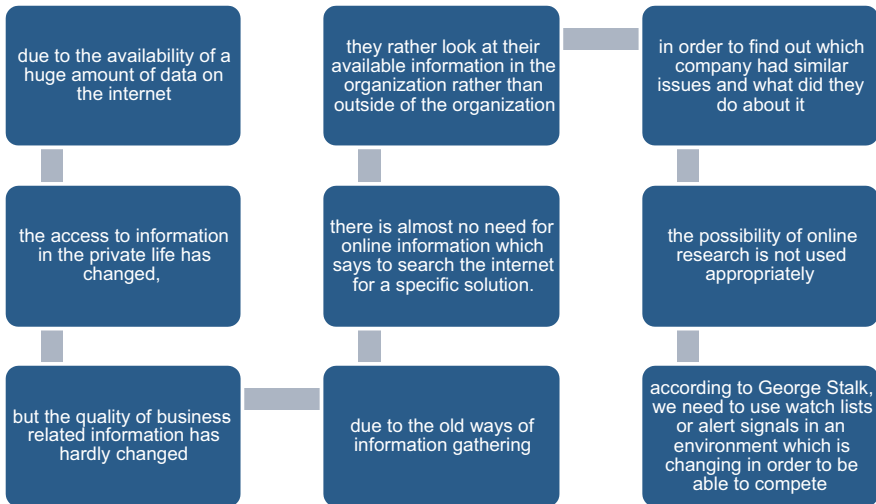 due to the availability of a
huge amount of data on
the internet
the access to information
in the private life has
changed,
but the quality of business
related information has
hardly changed
due to the old ways of
information gathering
there is almost no need for
online information which
says to search the internet
for a specific solution.
they rather look at their
available information in the
organization rather than
outside of the organization
in order to find out which
company had similar
issues and what did they
do about it
the possibility of online
research is not used
appropriately
according to George Stalk,
we need to use watch lists
or alert signals in an
environment which is
changing in order to be
able to compete